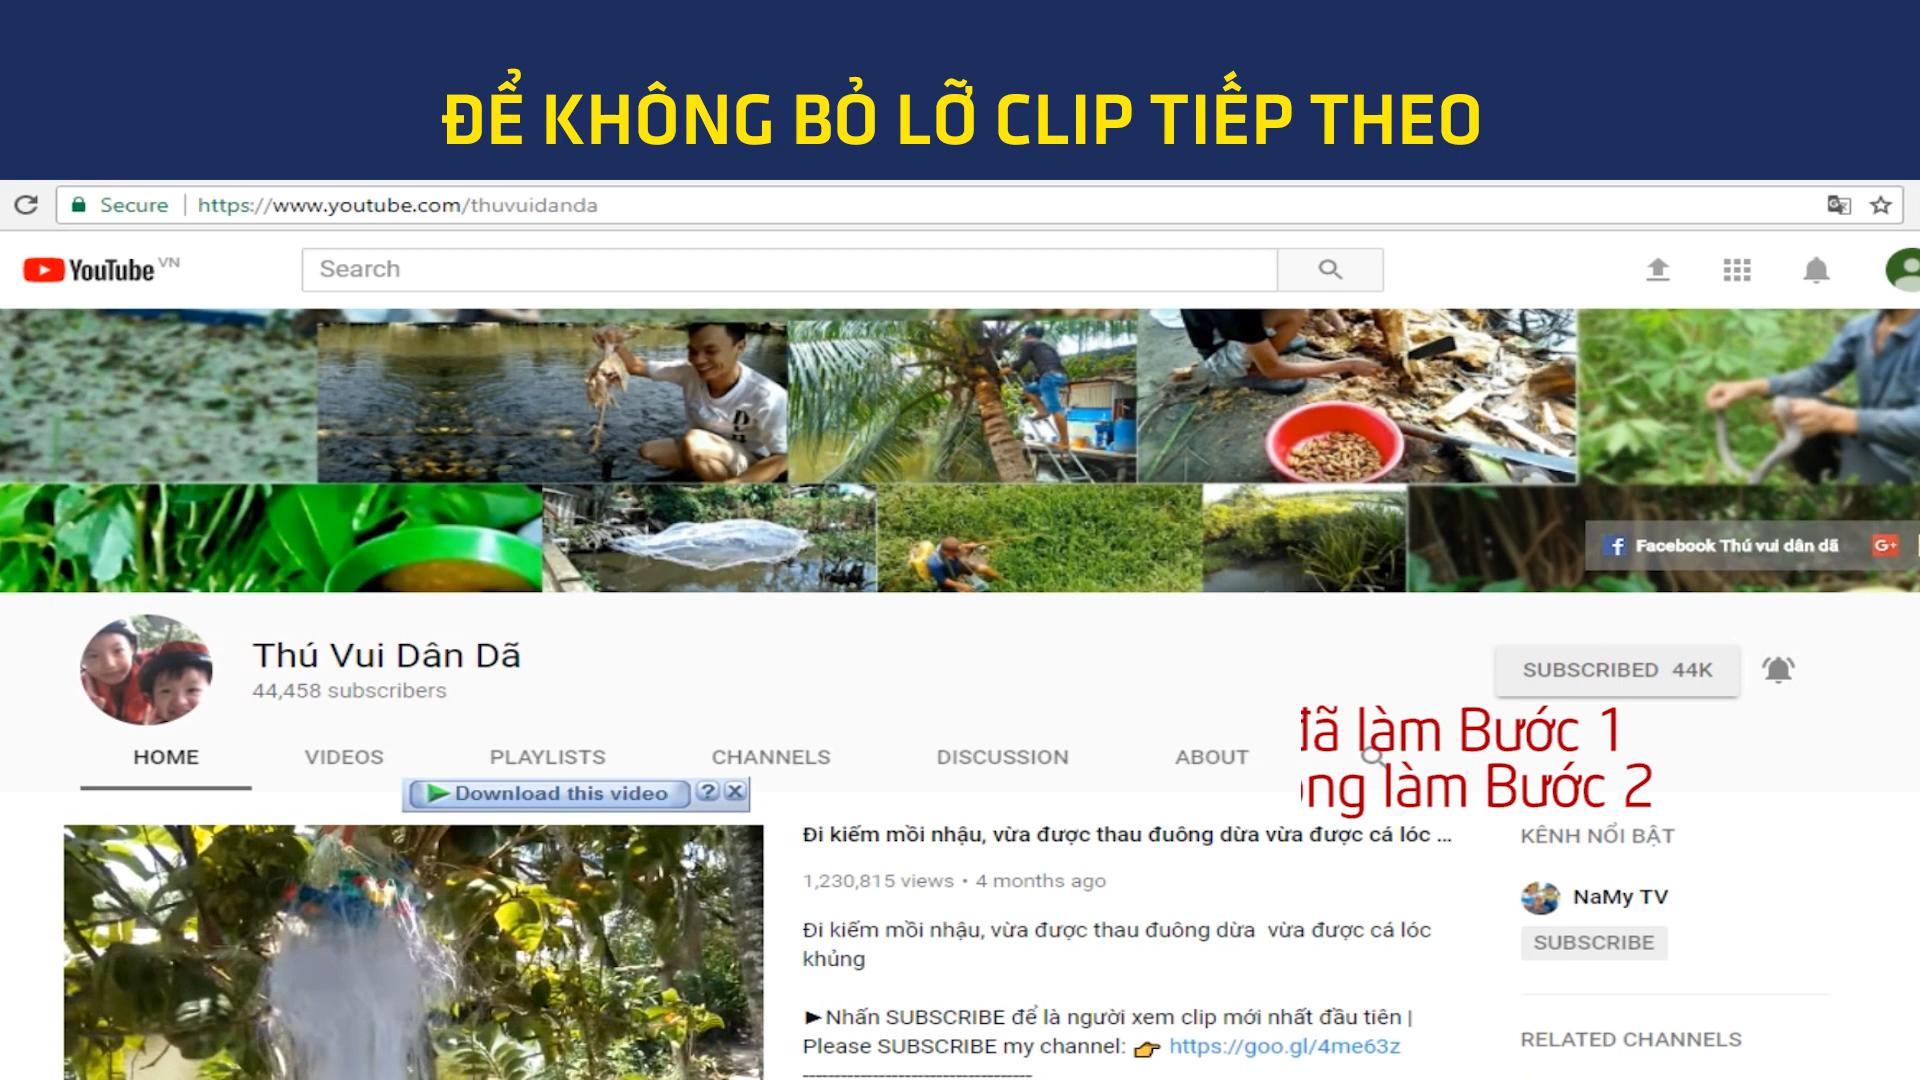 ĐỂ KHÔNG BỎ LỠ CLIP TIẾP THEO
Secure | https://www.youtube.com/thuvuidanda
YouTube VN
Search
Facebook Thú vui dân dã G+
Thú Vui Dân Dã
44,458 subscribers
SUBSCRIBED 44K
đã làm Bước 1
làm Bước 2
HOME VIDEOS PLAYLISTS CHANNELS DISCUSSION ABOUT
Download this video ? X
Đi kiếm mồi nhậu, vừa được thau đuông dừa vừa được cá lóc ...
1,230,815 views • 4 months ago
Đi kiếm mồi nhậu, vừa được thau đuông dừa vừa được cá lóc
khủng
►Nhấn SUBSCRIBE để là người xem clip mới nhất đầu tiên |
Please SUBSCRIBE my channel: 👉 https://goo.gl/4me63z
KÊNH NỔI BẬT
NaMy TV
SUBSCRIBE
RELATED CHANNELS